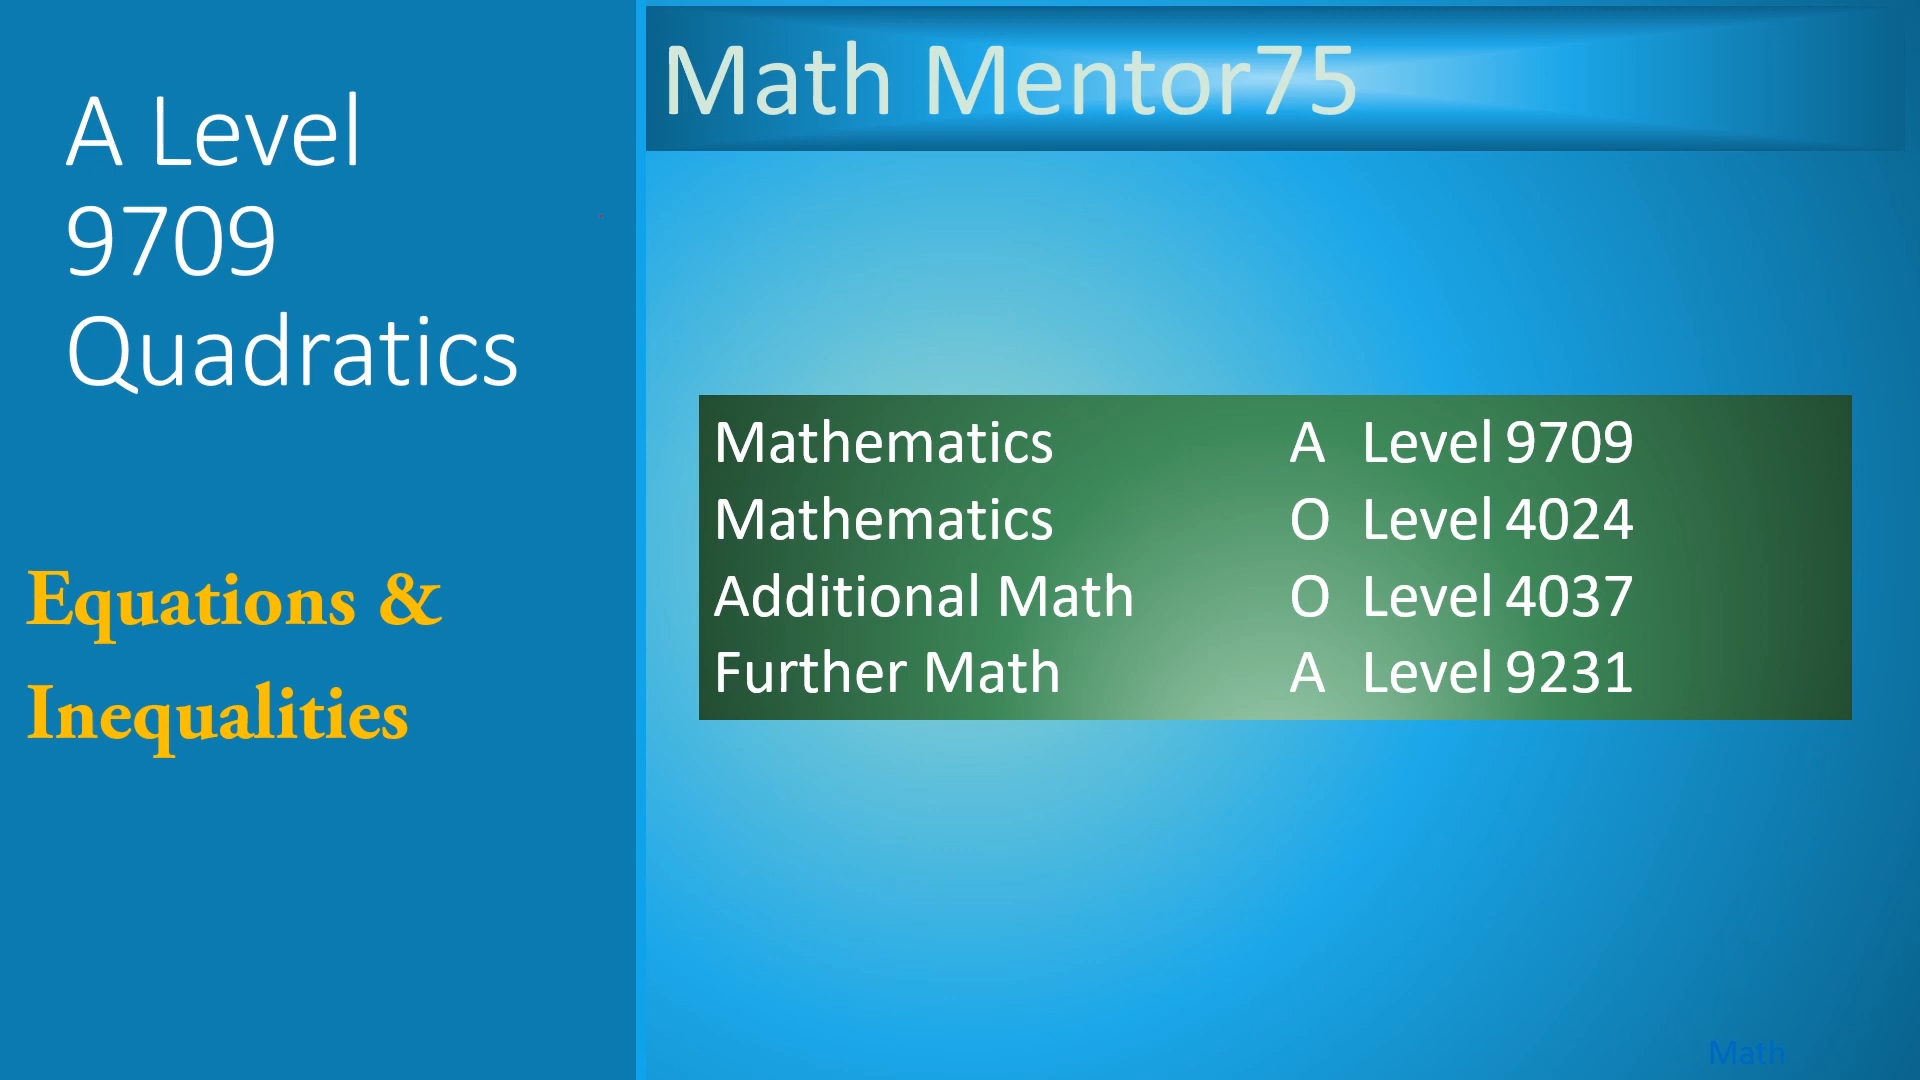 A Level
9709
Quadratics
Equations &
Inequalities
Math Mentor75
Mathematics A Level 9709
Mathematics O Level 4024
Additional Math O Level 4037
Further Math A Level 9231
Math